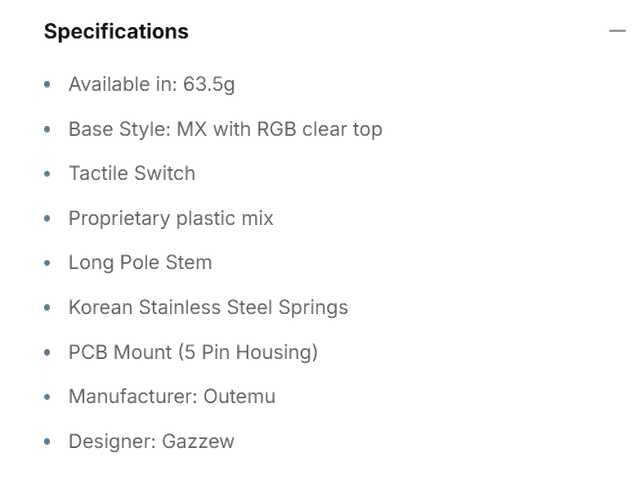 Specifications
Available in: 63.5g
Base Style: MX with RGB clear top
Tactile Switch
Proprietary plastic mix
Long Pole Stem
Korean Stainless Steel Springs
PCB Mount (5 Pin Housing)
Manufacturer: Outemu
Designer: Gazzew